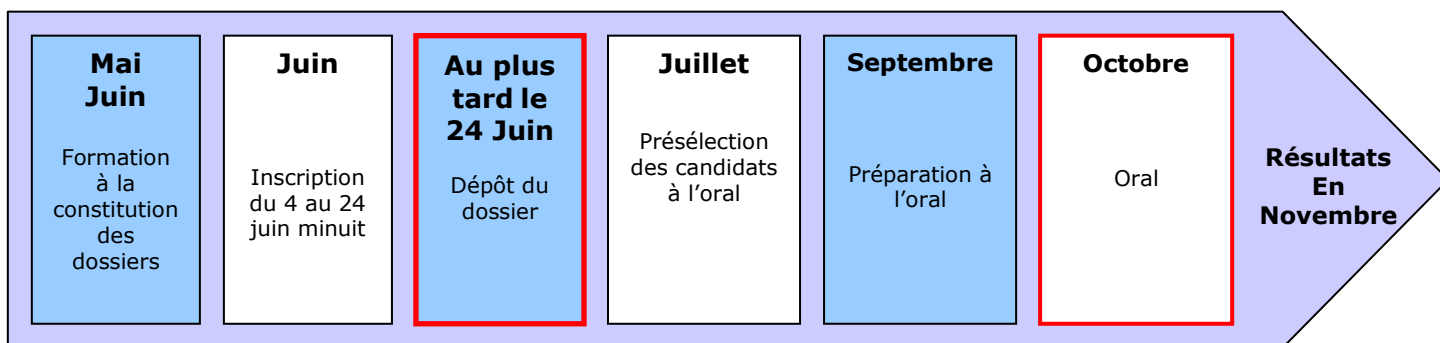 Mai
Juin
Formation
à la
constitution
des
dossiers
Juin
Inscription
du 4 au 24
juin minuit
Au plus
tard le
24 Juin
Dépôt du
dossier
Juillet
Présélection
des candidats
à l’oral
Septembre
Préparation à
l’oral
Octobre
Oral
Résultats
En
Novembre